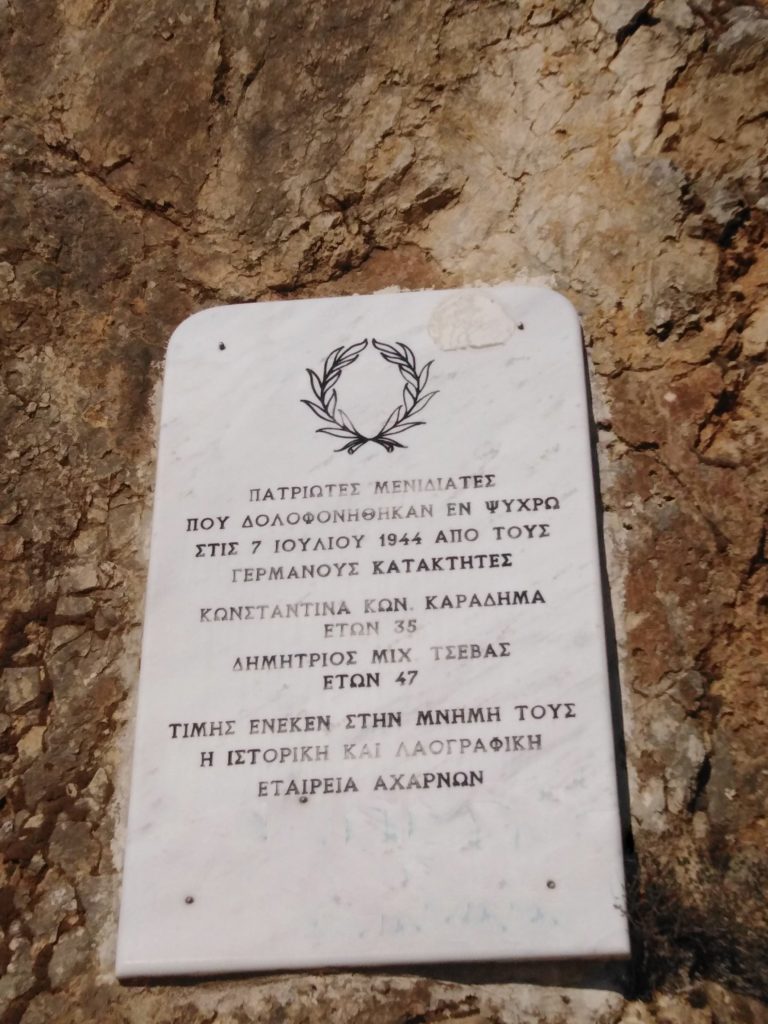 ΠΑΤΡΙΩΤΕΣ ΜΕΝΙΔΙΑΤΕΣ
ΠΟΥ ΔΟΛΟΦΟΝΗΘΗΚΑΝ ΕΝ ΨΥΧΡΩ
ΣΤΙΣ 7 ΙΟΥΛΙΟΥ 1944 ΑΠΟ ΤΟΥΣ
ΓΕΡΜΑΝΟΥΣ ΚΑΤΑΚΤΗΤΕΣ
ΚΩΝΣΤΑΝΤΙΝΑ ΚΩΝ. ΚΑΡΑΔΗΜΑ
ΕΤΩΝ 35
ΔΗΜΗΤΡΙΟΣ ΜΙΧ. ΤΣΕΒΑΣ
ΕΤΩΝ 47
ΤΙΜΗΣ ΕΝΕΚΕΝ ΣΤΗΝ ΜΝΗΜΗ ΤΟΥΣ
Η ΙΣΤΟΡΙΚΗ ΚΑΙ ΛΑΟΓΡΑΦΙΚΗ
ΕΤΑΙΡΕΙΑ ΑΧΑΡΝΩΝ